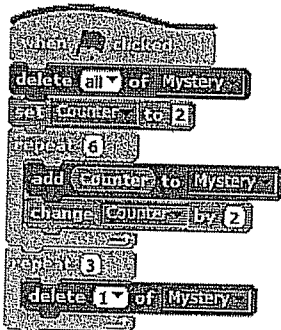 when clicked
delete all of Mystery
set Counter to 2
repeat 6
add Counter to Mystery
change Counter by 2
repeat 3
delete 1 of Mystery